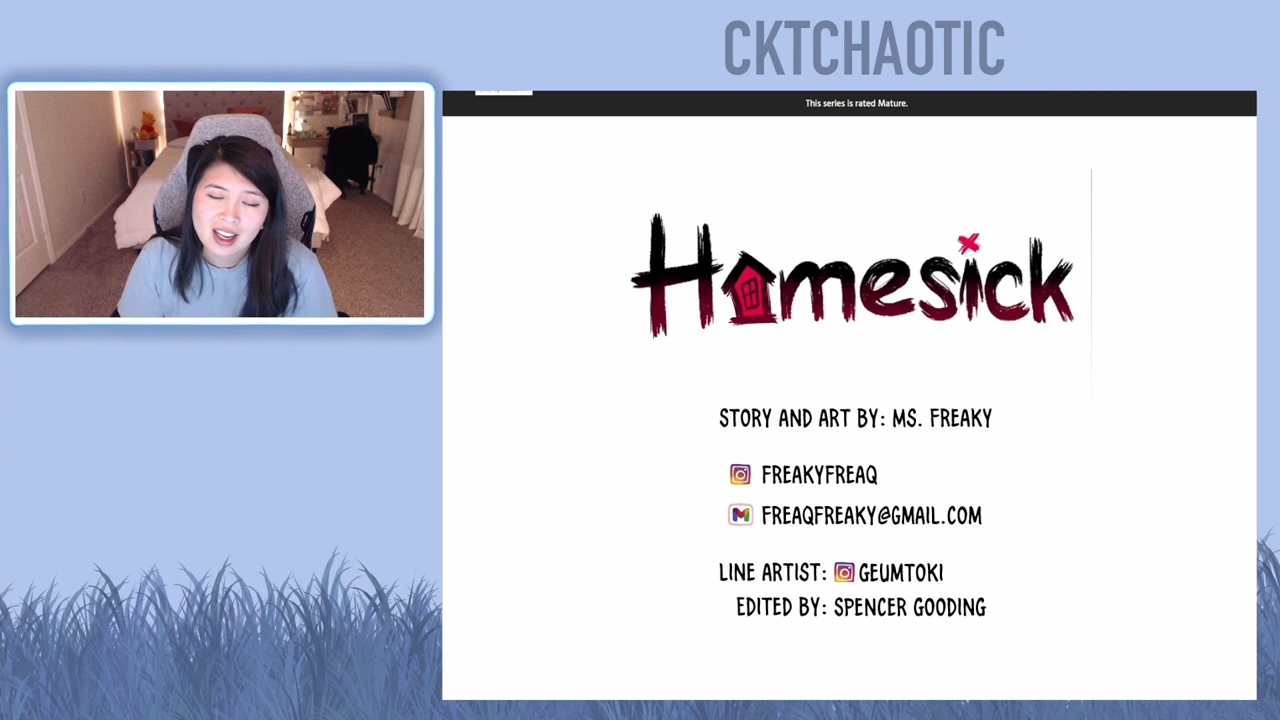 CKTCHAOTIC
This series is rated Mature.
Homesick
STORY AND ART BY: MS. FREAKY
FREAKYFREAQ
FREAQFREAKY@GMAIL.COM
LINE ARTIST: GEUMTOKI
EDITED BY: SPENCER GOODING